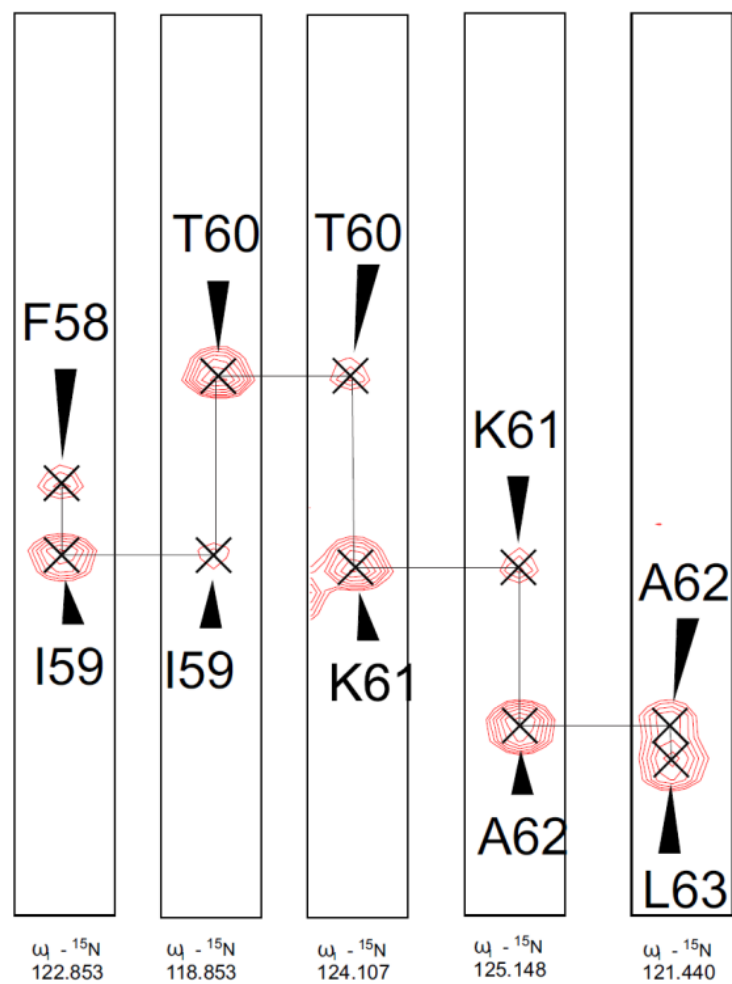 T60
T60
F58
K61
A62
I59
I59
K61
A62
L63
ω₁ - ¹⁵N
122.853
ω₁ - ¹⁵N
118.853
ω₁ - ¹⁵N
124.107
ω₁ - ¹⁵N
125.148
ω₁ - ¹⁵N
121.440